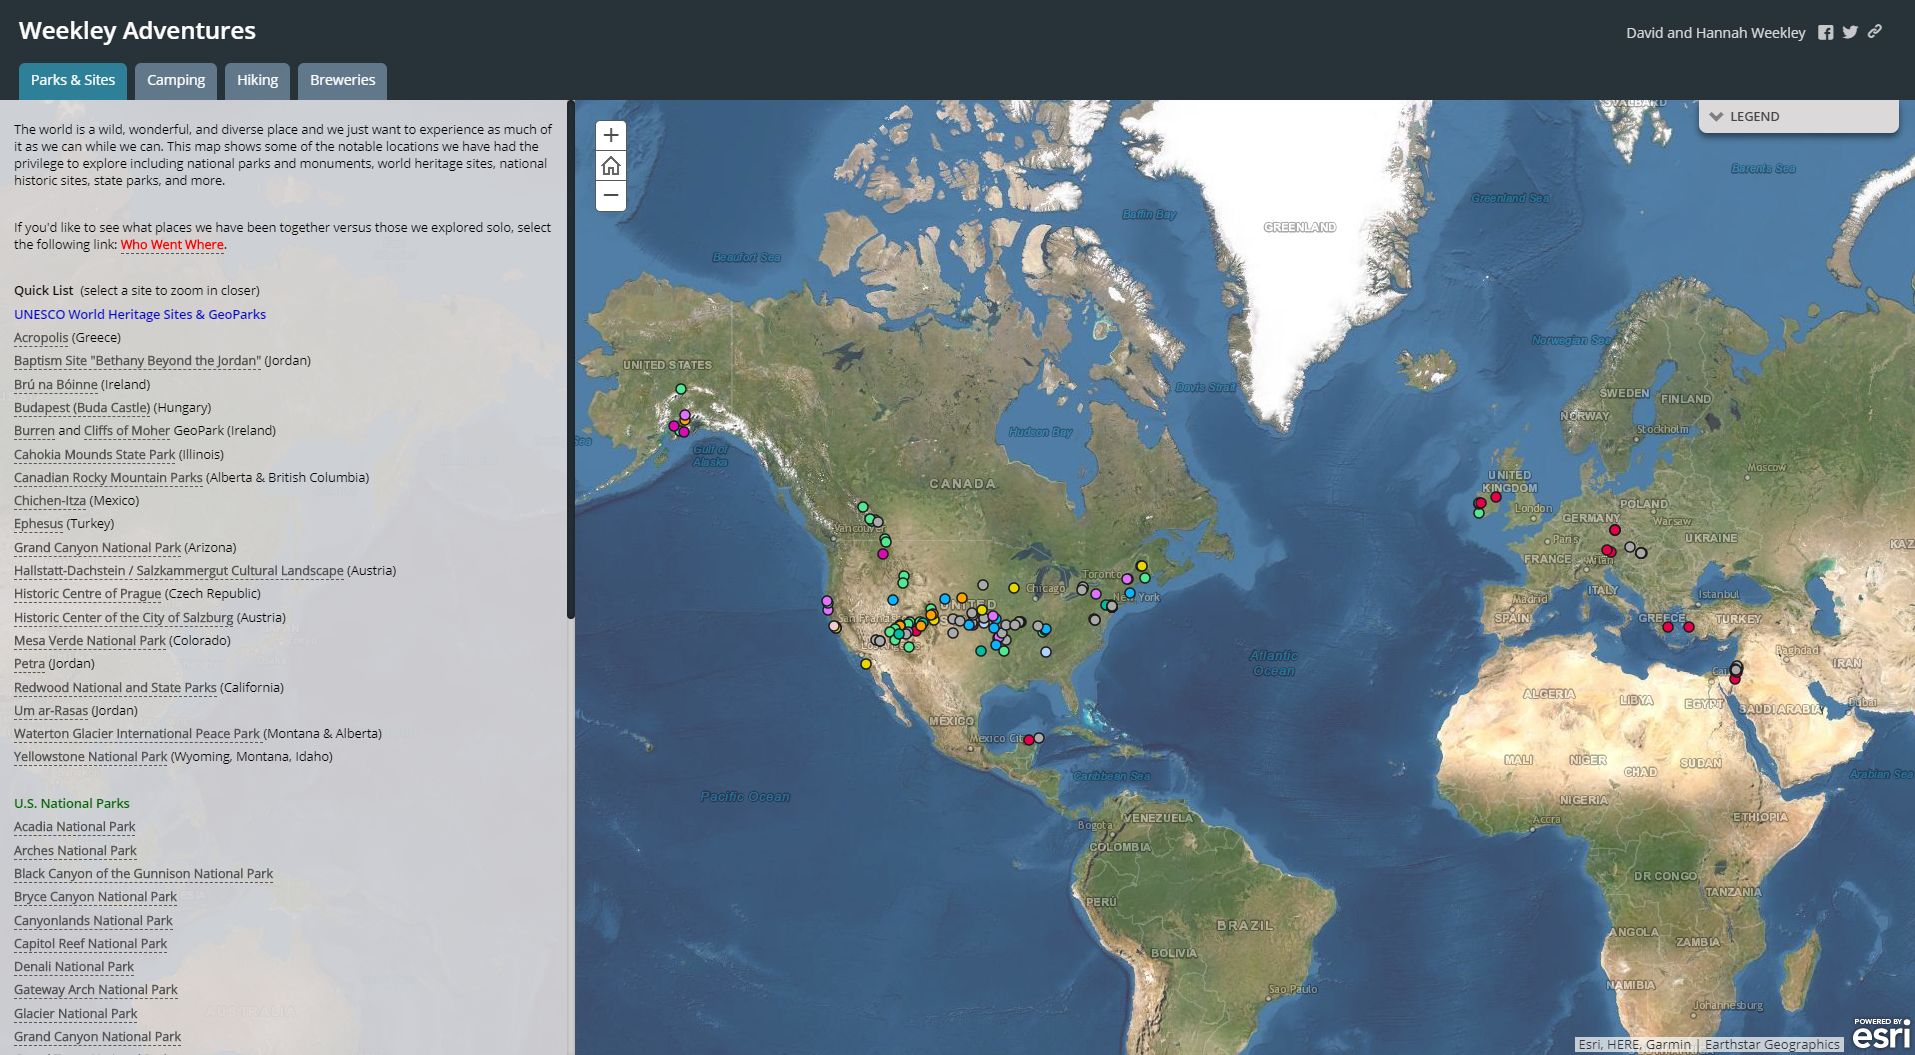 Weekley Adventures
David and Hannah Weekley
Parks & Sites
Camping
Hiking
Breweries
The world is a wild, wonderful, and diverse place and we just want to experience as much of
it as we can while we can. This map shows some of the notable locations we have had the
privilege to explore including national parks and monuments, world heritage sites, national
historic sites, state parks, and more.
If you'd like to see what places we have been together versus those we explored solo, select
the following link: Who Went Where.
Quick List (select a site to zoom in closer)
UNESCO World Heritage Sites & GeoParks
Acropolis (Greece)
Baptism Site "Bethany Beyond the Jordan" (Jordan)
Brú na Bóinne (Ireland)
Budapest (Buda Castle) (Hungary)
Burren and Cliffs of Moher GeoPark (Ireland)
Cahokia Mounds State Park (Illinois)
Canadian Rocky Mountain Parks (Alberta & British Columbia)
Chichen-Itza (Mexico)
Ephesus (Turkey)
Grand Canyon National Park (Arizona)
Hallstatt-Dachstein / Salzkammergut Cultural Landscape (Austria)
Historic Centre of Prague (Czech Republic)
Historic Center of the City of Salzburg (Austria)
Mesa Verde National Park (Colorado)
Petra (Jordan)
Redwood National and State Parks (California)
Um ar-Rasas (Jordan)
Waterton Glacier International Peace Park (Montana & Alberta)
Yellowstone National Park (Wyoming, Montana, Idaho)
U.S. National Parks
Acadia National Park
Arches National Park
Black Canyon of the Gunnison National Park
Bryce Canyon National Park
Canyonlands National Park
Capitol Reef National Park
Denali National Park
Gateway Arch National Park
Glacier National Park
Grand Canyon National Park
AUSTRALIA
+
−
LEGEND
SVALBARD
Barents Sea
Greenland Sea
Baffin Bay
GREENLAND
Beaufort Sea
Norwegian Sea
UNITED STATES
Davis Strait
SWEDEN
FINLAND
NORWAY
Stockholm
Hudson Bay
Sea
Gulf of
Alaska
Moscow
CANADA
UNITED
KINGDOM
London
POLAND
Warsaw
GERMANY
Vancouver
Paris
UKRAINE
KAZ
FRANCE
Milan
Toronto
Chicago
New York
ITALY
Istanbul
Madrid
UNITED
San Francisco
SPAIN
GREECE
TURKEY
Baghdad
IRAN
Atlantic
Ocean
ALGERIA
LIBYA
EGYPT
SAUDI ARABIA
Dubai
MÉXICO
Mexico Cit
MALI
NIGER
CHAD
SUDAN
Caribbean Sea
Arabian Sea
Pacific Ocean
NIGERIA
Accra
ETHIOPIA
VENEZUELA
Bogota
COLOMBIA
DR CONGO
TANZANIA
PERÚ
BRAZIL
ANGOLA
ZAMBIA
BOLIVIA
NAMIBIA
Sao Paulo
Johannesburg
POWERED BY
esri
Esri, HERE, Garmin | Earthstar Geographics